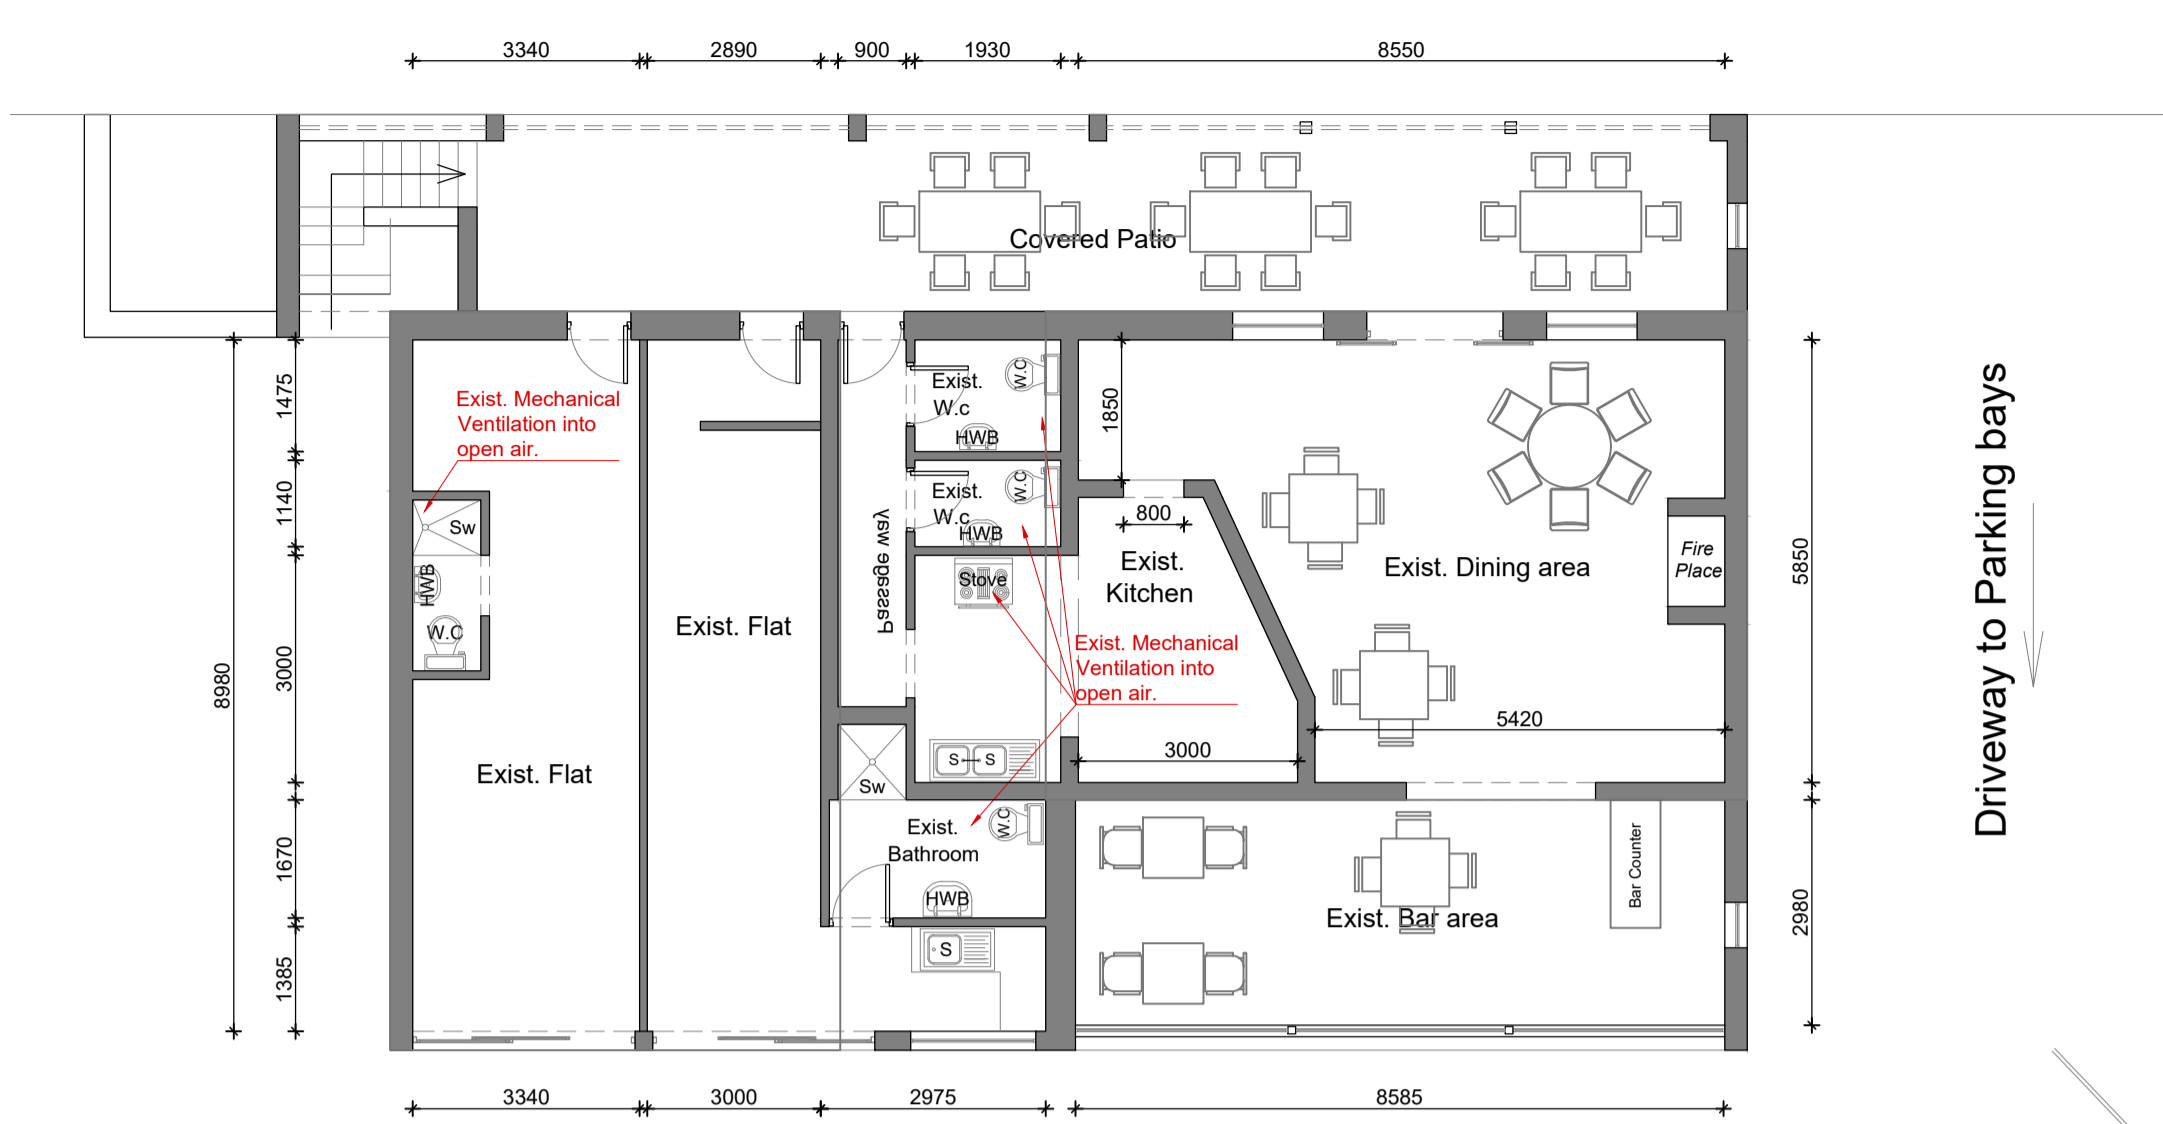 3340
2890
900
1930
8550
Covered Patio
1475
1140
3000
1670
1385
8980
Exist. Mechanical
Ventilation into
open air.
Sw
HWB
W.C
Exist. Flat
Exist. Flat
Passage way
Exist.
W.c
W.C
HWB
Exist.
W.c
W.C
HWB
Stove
1850
800
Exist.
Kitchen
Exist. Mechanical
Ventilation into
open air.
3000
S
S
Sw
Exist.
Bathroom
W.C
HWB
S
Exist. Dining area
Fire
Place
5420
Exist. Bar area
Bar Counter
5850
2980
Driveway to Parking bays
3340
3000
2975
8585